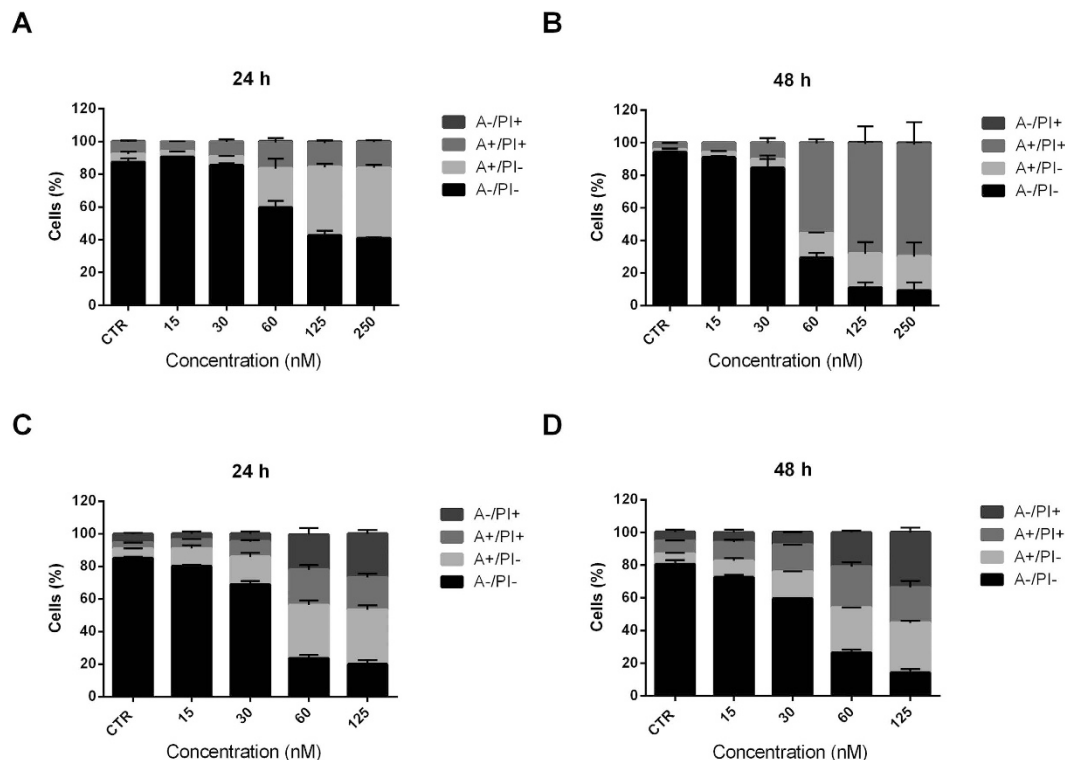 A
24 h
120
100
80
60
40
20
0
Cells (%)
CTR 15 30 60 125 250
Concentration (nM)
A-/PI+
A+/PI+
A+/PI-
A-/PI-
B
48 h
120
100
80
60
40
20
0
Cells (%)
CTR 15 30 60 125 250
Concentration (nM)
A-/PI+
A+/PI+
A+/PI-
A-/PI-
C
24 h
120
100
80
60
40
20
0
Cells (%)
CTR 15 30 60 125
Concentration (nM)
A-/PI+
A+/PI+
A+/PI-
A-/PI-
D
48 h
120
100
80
60
40
20
0
Cells (%)
CTR 15 30 60 125
Concentration (nM)
A-/PI+
A+/PI+
A+/PI-
A-/PI-